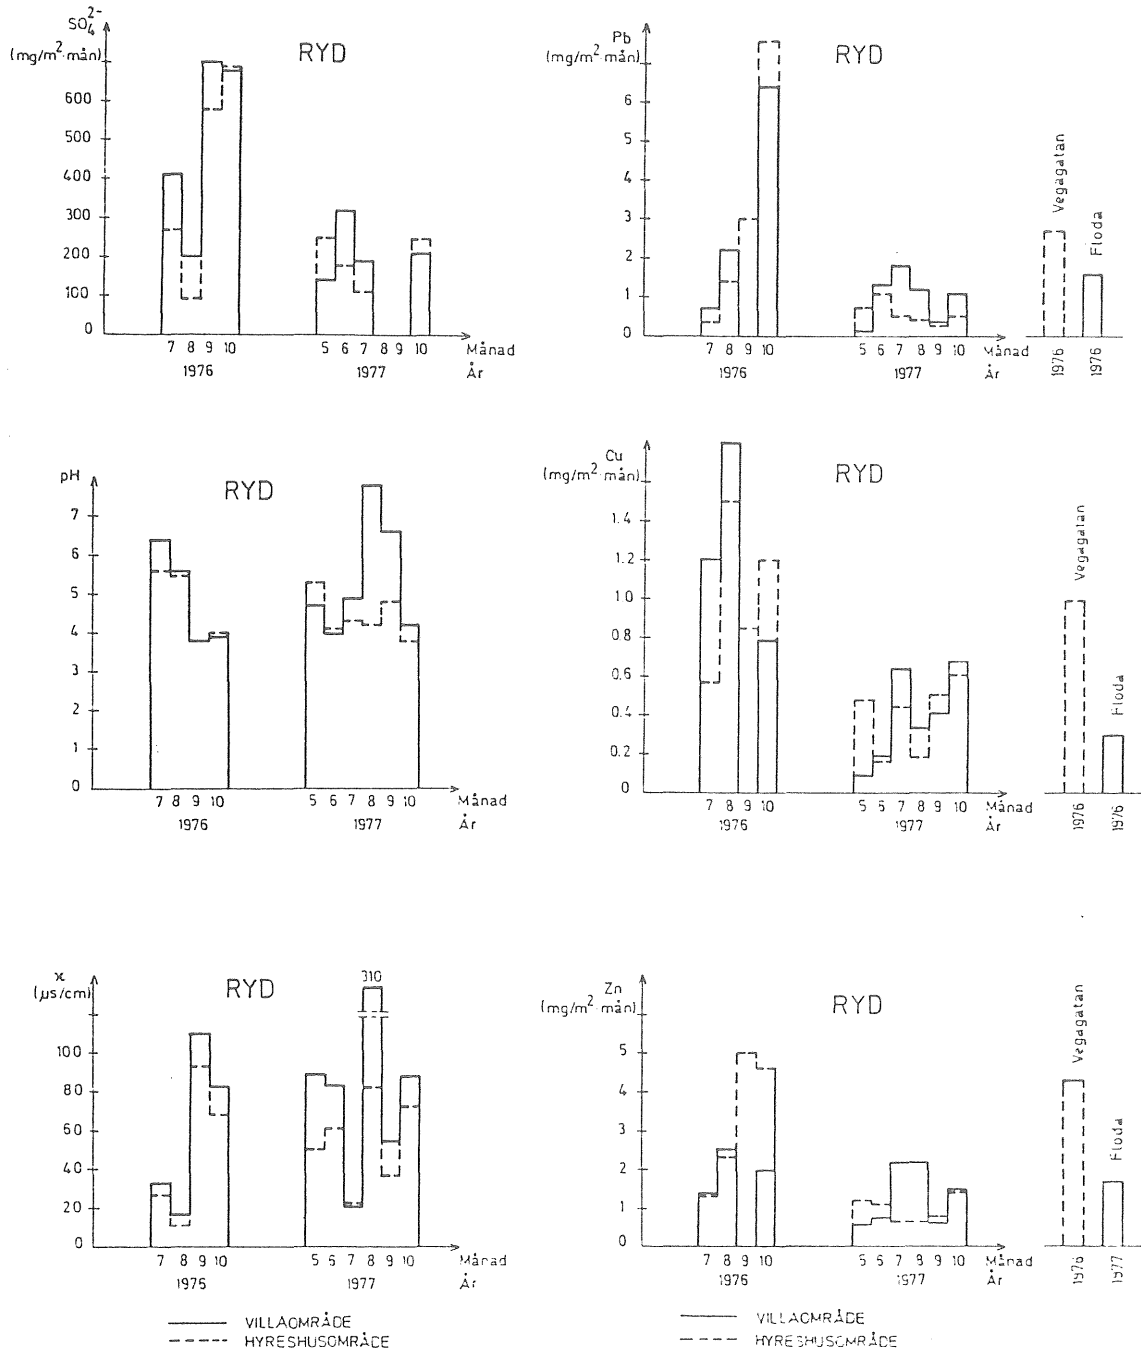 SO₄²⁻
(mg/m²·mån)
RYD
600
500
400
300
200
100
0
7 8 9 10 5 6 7 8 9 10 Månad
1976 1977 År
Pb
(mg/m²·mån)
RYD
6
5
4
3
2
1
0
7 8 9 10 5 6 7 8 9 10 Månad
1976 1977 År
Vegagatan
Floda
1976
1976
pH
RYD
7
6
5
4
3
2
1
0
7 8 9 10 5 6 7 8 9 10 Månad
1976 1977 År
Cu
(mg/m²·mån)
RYD
1.4
1.2
1.0
0.8
0.6
0.4
0.2
0
7 8 9 10 5 6 7 8 9 10 Månad
1976 1977 År
Vegagatan
Floda
1976
1976
ϰ
(µs/cm)
RYD
310
100
80
60
40
20
0
7 8 9 10 5 6 7 8 9 10 Månad
1976 1977 År
Zn
(mg/m²·mån)
RYD
5
4
3
2
1
0
7 8 9 10 5 6 7 8 9 10 Månad
1976 1977 År
Vegagatan
Floda
1976
1977
VILLAOMRÅDE
HYRESHUSOMRÅDE
VILLAOMRÅDE
HYRESHUSOMRÅDE